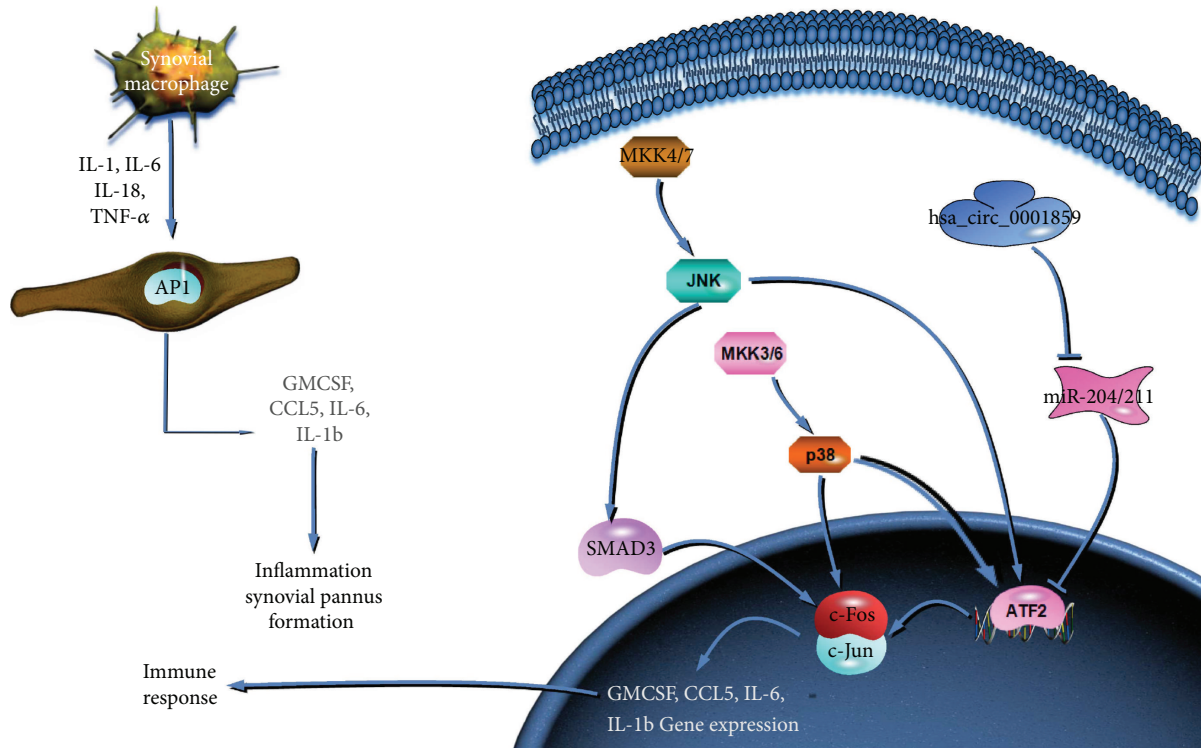 Synovial
macrophage
IL-1, IL-6
IL-18,
TNF-α
AP1
GMCSF,
CCL5, IL-6,
IL-1b
Inflammation
synovial pannus
formation
Immune
response
MKK4/7
hsa_circ_0001859
JNK
MKK3/6
miR-204/211
p38
SMAD3
c-Fos
c-Jun
ATF2
GMCSF, CCL5, IL-6,
IL-1b Gene expression